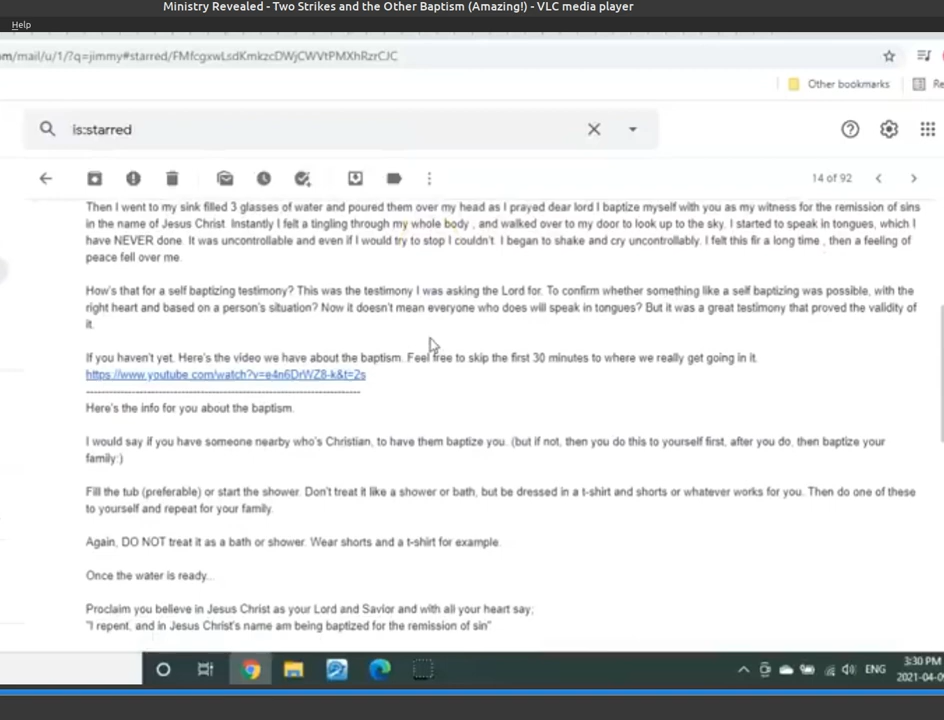 Ministry Revealed - Two Strikes and the Other Baptism (Amazing!) - VLC media player
Help
om/mail/u/1/?q=jimmy#starred/FMfcgxwLsdKmkzcDWjCWVtPMXhRzrCJC
Other bookmarks
Re
is:starred
14 of 92
Then I went to my sink filled 3 glasses of water and poured them over my head as I prayed dear lord I baptize myself with you as my witness for the remission of sins
in the name of Jesus Christ. Instantly I felt a tingling through my whole body , and walked over to my door to look up to the sky. I started to speak in tongues, which I
have NEVER done. It was uncontrollable and even if I would try to stop I couldn't. I began to shake and cry uncontrollably. I felt this fir a long time , then a feeling of
peace fell over me.
How's that for a self baptizing testimony? This was the testimony I was asking the Lord for. To confirm whether something like a self baptizing was possible, with the
right heart and based on a person's situation? Now it doesn't mean everyone who does will speak in tongues? But it was a great testimony that proved the validity of
it.
If you haven't yet. Here's the video we have about the baptism. Feel free to skip the first 30 minutes to where we really get going in it.
https://www.youtube.com/watch?v=e4n6DrWZ8-k&t=2s
------------------------------------------------------------------
Here's the info for you about the baptism.
I would say if you have someone nearby who's Christian, to have them baptize you. (but if not, then you do this to yourself first, after you do, then baptize your
family:)
Fill the tub (preferable) or start the shower. Don't treat it like a shower or bath, but be dressed in a t-shirt and shorts or whatever works for you. Then do one of these
to yourself and repeat for your family.
Again, DO NOT treat it as a bath or shower. Wear shorts and a t-shirt for example.
Once the water is ready...
Proclaim you believe in Jesus Christ as your Lord and Savior and with all your heart say;
"I repent, and in Jesus Christ's name am being baptized for the remission of sin"
ENG
3:30 PM
2021-04-0